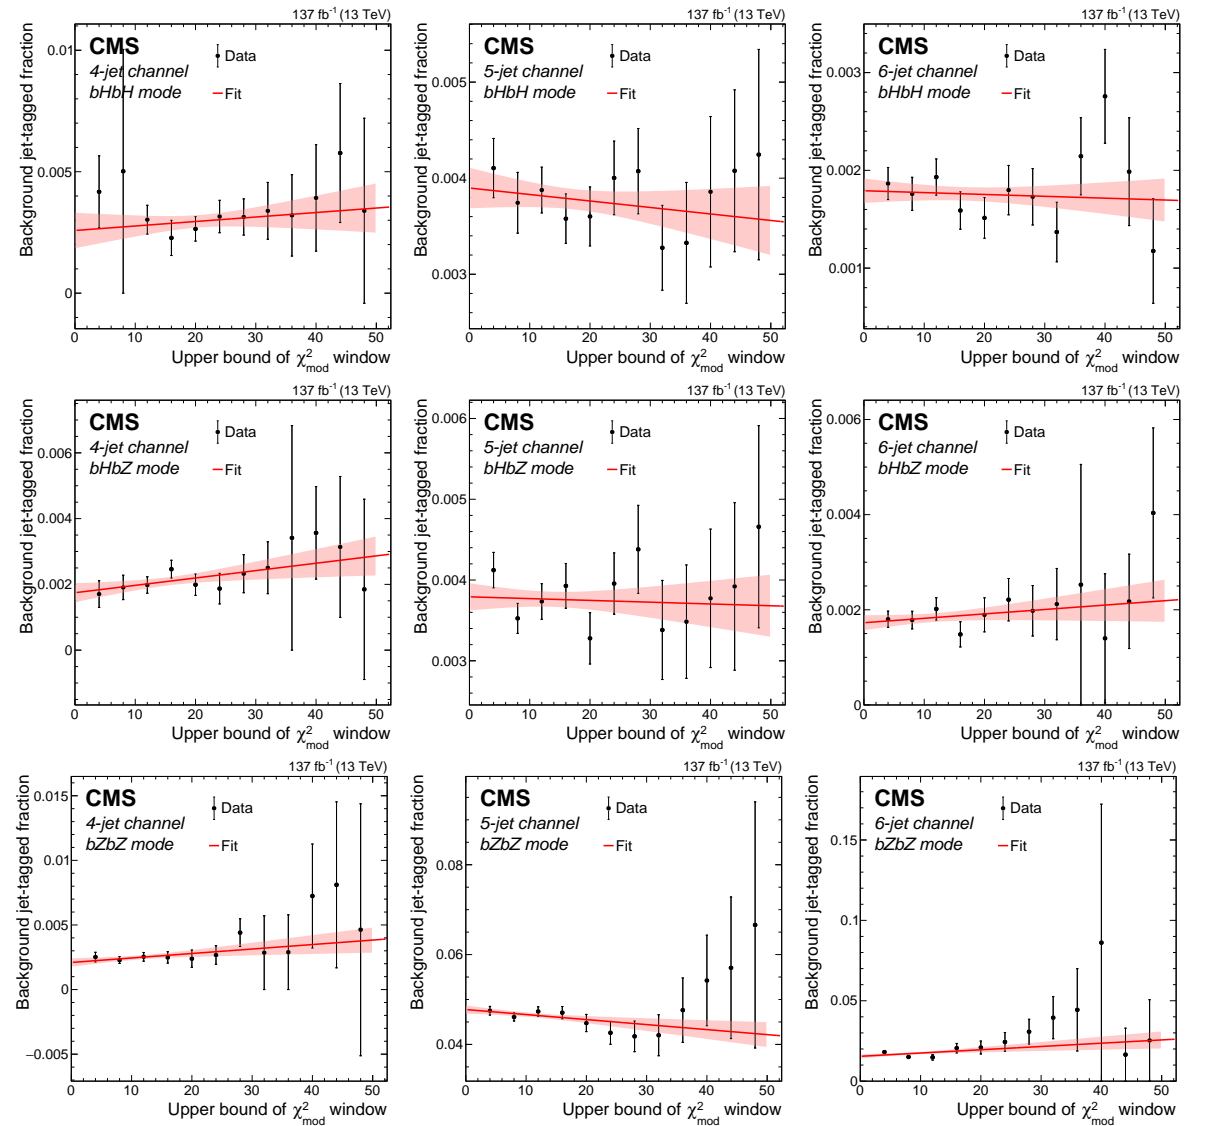 137 fb⁻¹ (13 TeV)
CMS
4-jet channel
bHbH mode
Data
Fit
Background jet-tagged fraction
0.01
0.005
0
0 10 20 30 40 50
Upper bound of χ²mod window
137 fb⁻¹ (13 TeV)
CMS
5-jet channel
bHbH mode
Data
Fit
Background jet-tagged fraction
0.005
0.004
0.003
0 10 20 30 40 50
Upper bound of χ²mod window
137 fb⁻¹ (13 TeV)
CMS
6-jet channel
bHbH mode
Data
Fit
Background jet-tagged fraction
0.003
0.002
0.001
0 10 20 30 40 50
Upper bound of χ²mod window
137 fb⁻¹ (13 TeV)
CMS
4-jet channel
bHbZ mode
Data
Fit
Background jet-tagged fraction
0.006
0.004
0.002
0
0 10 20 30 40 50
Upper bound of χ²mod window
137 fb⁻¹ (13 TeV)
CMS
5-jet channel
bHbZ mode
Data
Fit
Background jet-tagged fraction
0.006
0.005
0.004
0.003
0 10 20 30 40 50
Upper bound of χ²mod window
137 fb⁻¹ (13 TeV)
CMS
6-jet channel
bHbZ mode
Data
Fit
Background jet-tagged fraction
0.006
0.004
0.002
0
0 10 20 30 40 50
Upper bound of χ²mod window
137 fb⁻¹ (13 TeV)
CMS
4-jet channel
bZbZ mode
Data
Fit
Background jet-tagged fraction
0.015
0.01
0.005
0
−0.005
0 10 20 30 40 50
Upper bound of χ²mod window
137 fb⁻¹ (13 TeV)
CMS
5-jet channel
bZbZ mode
Data
Fit
Background jet-tagged fraction
0.08
0.06
0.04
0 10 20 30 40 50
Upper bound of χ²mod window
137 fb⁻¹ (13 TeV)
CMS
6-jet channel
bZbZ mode
Data
Fit
Background jet-tagged fraction
0.15
0.1
0.05
0
0 10 20 30 40 50
Upper bound of χ²mod window